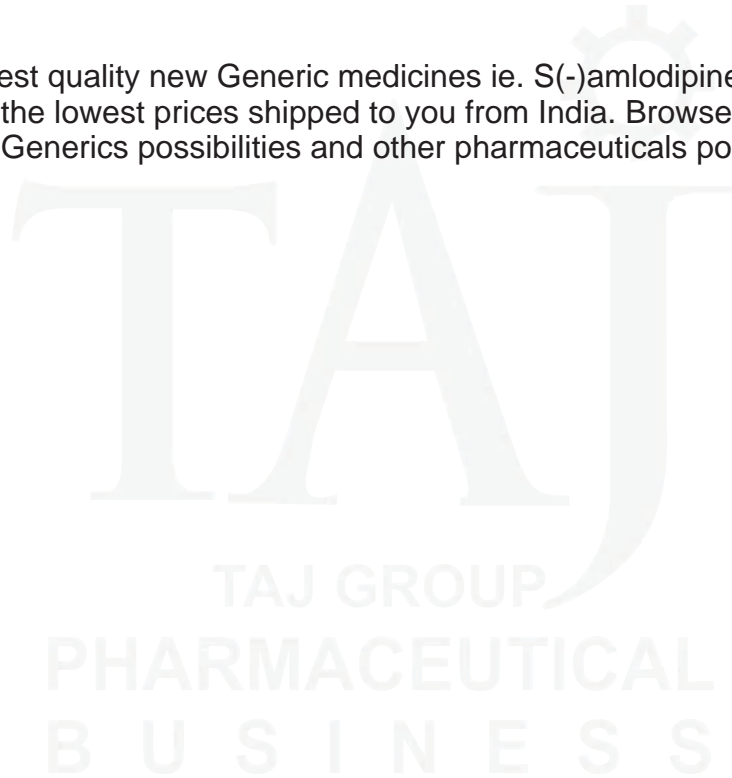 est quality new Generic medicines ie. S(-)amlodipine
the lowest prices shipped to you from India. Browse
Generics possibilities and other pharmaceuticals po
TAJ
TAJ GROUP
PHARMACEUTICAL
BUSINESS